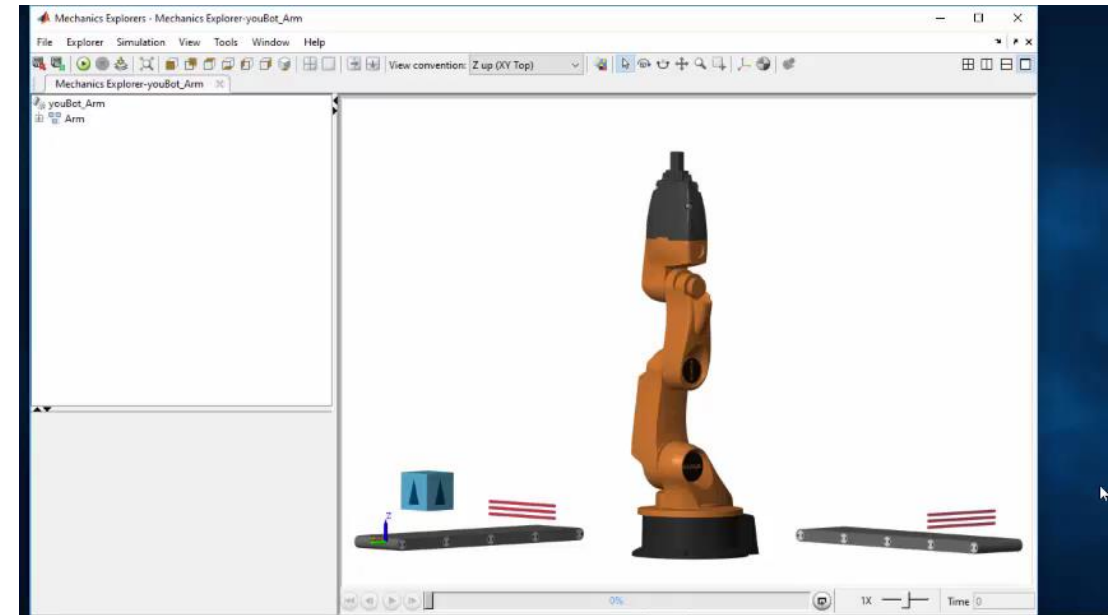 Mechanics Explorers - Mechanics Explorer-youBot_Arm
File Explorer Simulation View Tools Window Help
View convention: Z up (XY Top)
Mechanics Explorer-youBot_Arm
youBot_Arm
Arm
Z
0%
1X
Time 0